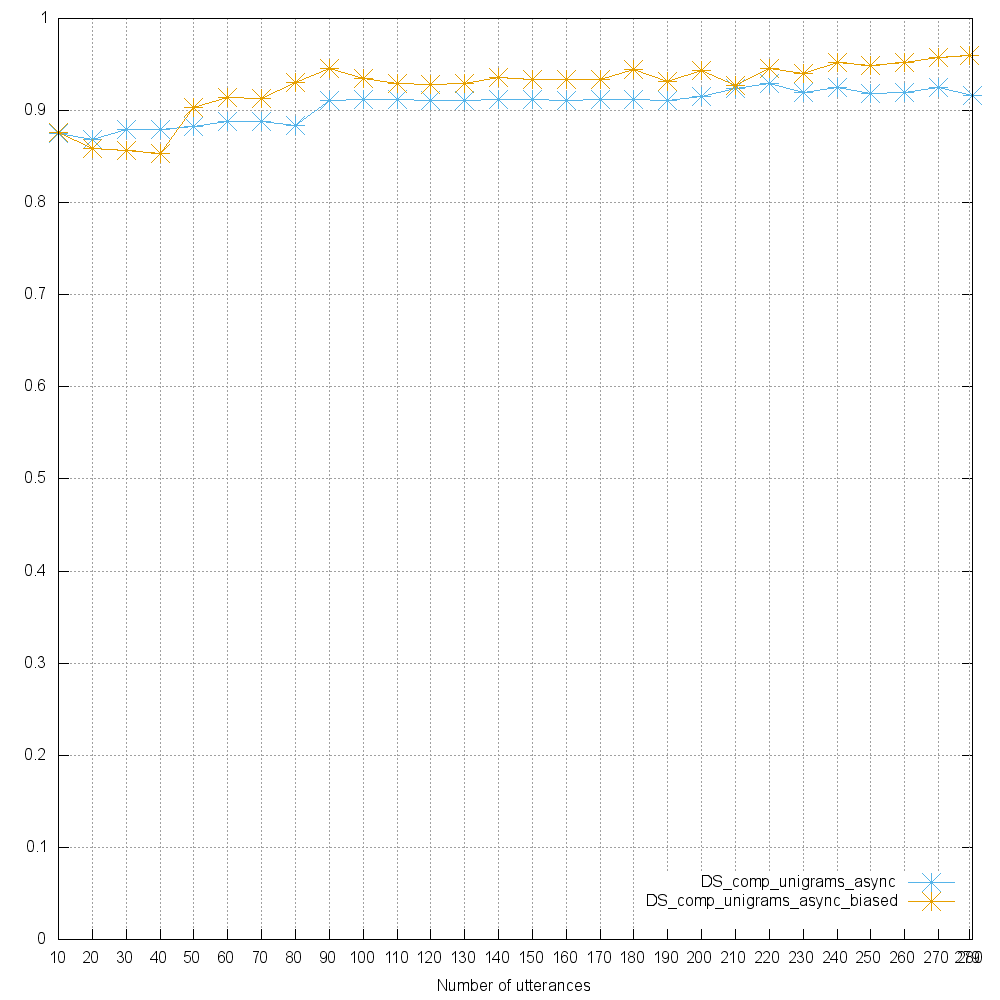 1
0.9
0.8
0.7
0.6
0.5
0.4
0.3
0.2
0.1
0
DS_comp_unigrams_async
DS_comp_unigrams_async_biased
10 20 30 40 50 60 70 80 90 100 110 120 130 140 150 160 170 180 190 200 210 220 230 240 250 260 270 279 280
Number of utterances